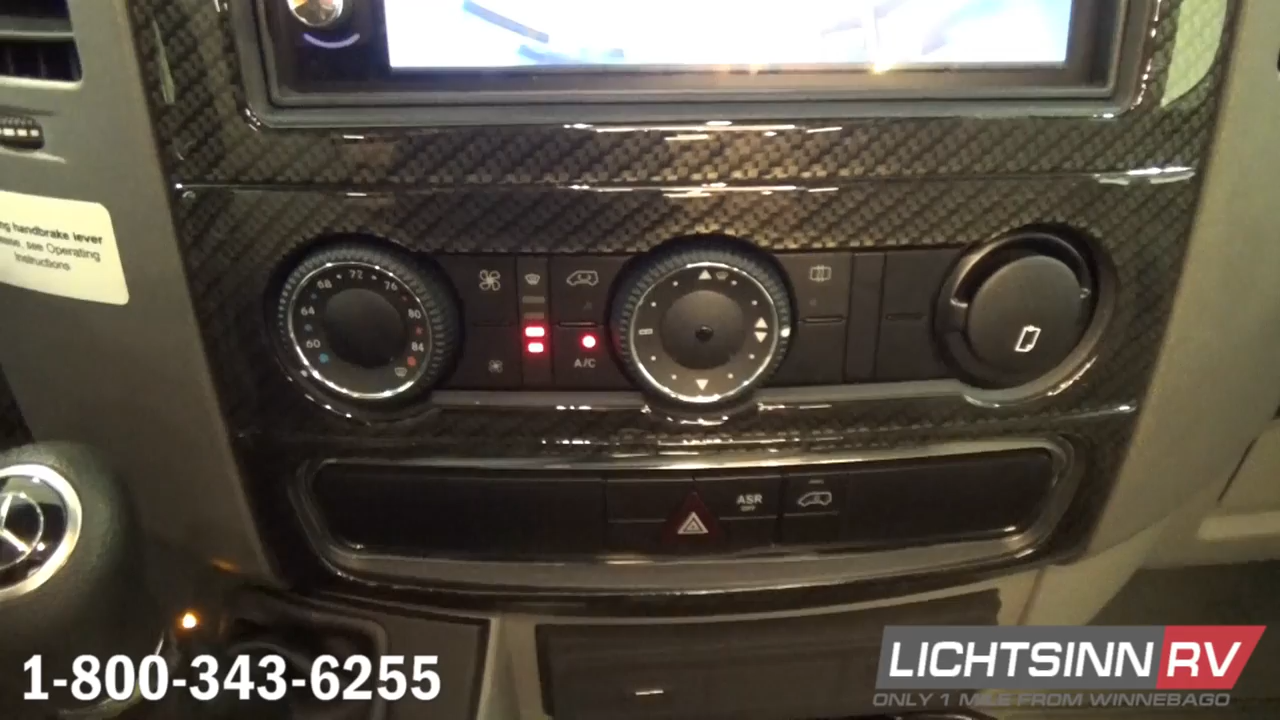 ng handbrake lever
ease, see Operating
Instructions
68 72 76
64 80
60 84
A/C
ASR
OFF
1-800-343-6255
LICHTSINN RV
ONLY 1 MILE FROM WINNEBAGO